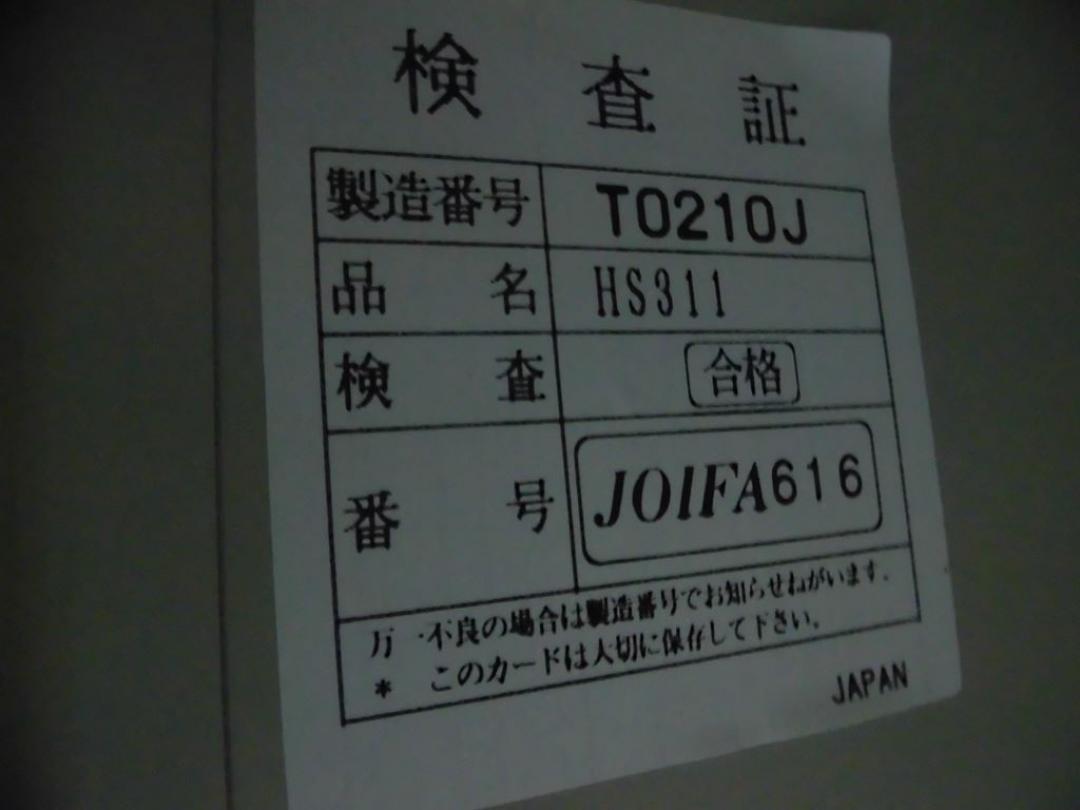 検査証
製造番号 T0210J
品名 HS311
検査 合格
番号 JOIFA616
万一不良の場合は製造番号でお知らせねがいます。
* このカードは大切に保存して下さい。
JAPAN